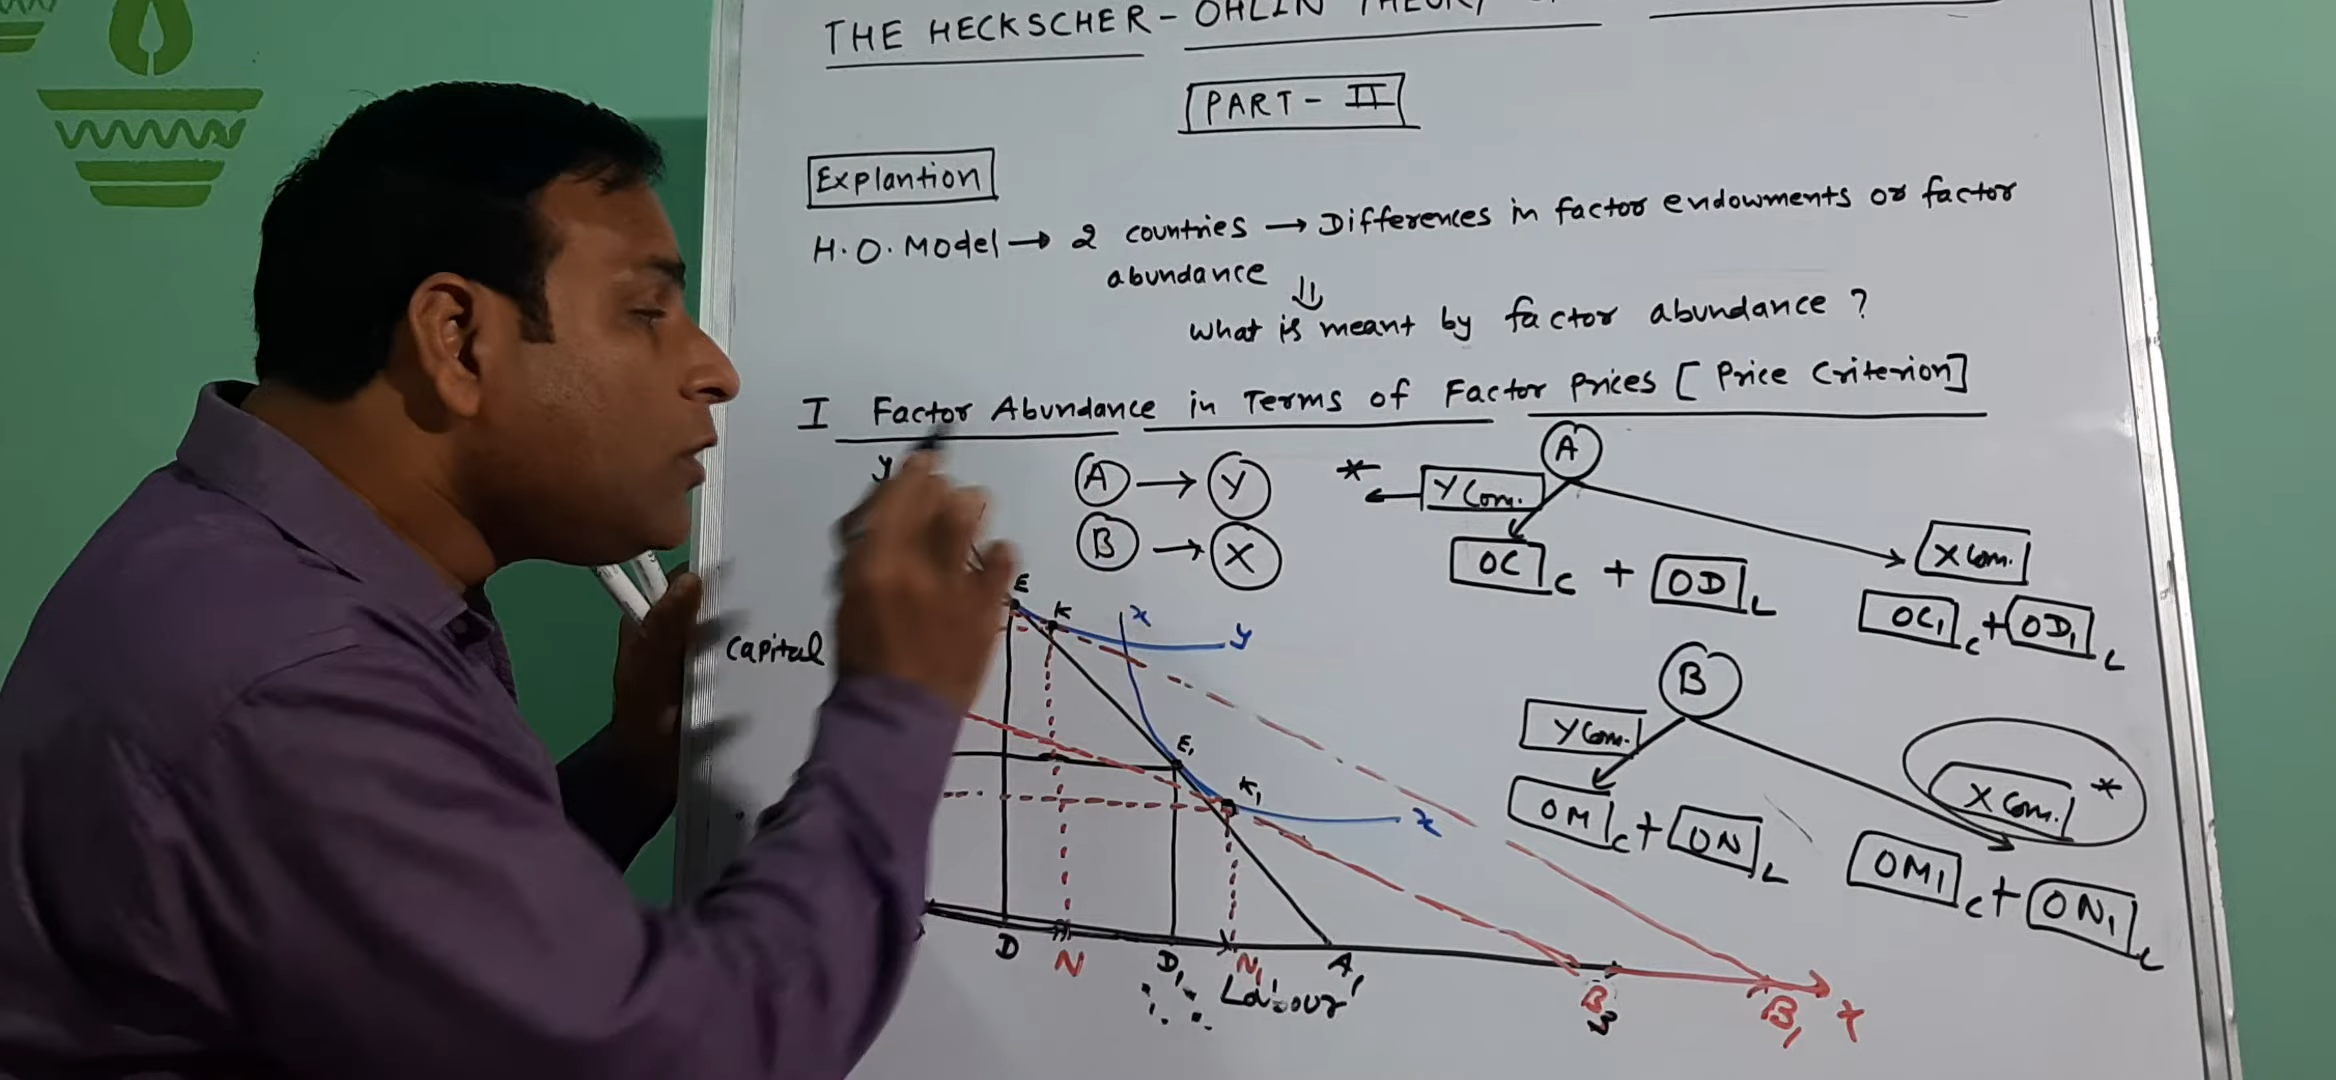 THE HECKSCHER - OHLIN THEORY
PART - II
Explantion
H.O. Model → 2 countries → Differences in factor endowments or factor
abundance
⇓
What is meant by factor abundance ?
I Factor Abundance in Terms of Factor Prices [ Price Criterion]
y
A → Y
B → X
A
* ← Y Com.
X Com.
OC C + OD L
OC1 C + OD1 L
B
Y Com.
X Com. *
OM C + ON L
OM1 C + ON1 L
E K x y
Capital
E1
K1
x
D N D1 N1 A1 B B1 X
Labour